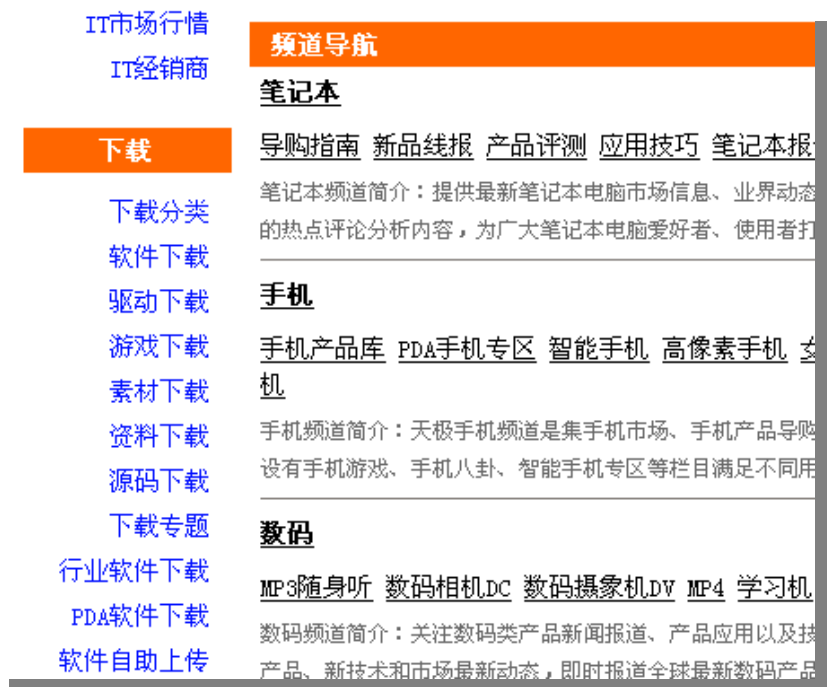 IT市场行情
IT经销商
下载
下载分类
软件下载
驱动下载
游戏下载
素材下载
资料下载
源码下载
下载专题
行业软件下载
PDA软件下载
软件自助上传
频道导航
笔记本
导购指南 新品线报 产品评测 应用技巧 笔记本报
笔记本频道简介：提供最新笔记本电脑市场信息、业界动态
的热点评论分析内容，为广大笔记本电脑爱好者、使用者打
手机
手机产品库 PDA手机专区 智能手机 高像素手机 女
机
手机频道简介：天极手机频道是集手机市场、手机产品导购
设有手机游戏、手机八卦、智能手机专区等栏目满足不同用
数码
MP3随身听 数码相机DC 数码摄象机DV MP4 学习机
数码频道简介：关注数码类产品新闻报道、产品应用以及技
产品、新技术和市场最新动态，即时报道全球最新数码产品